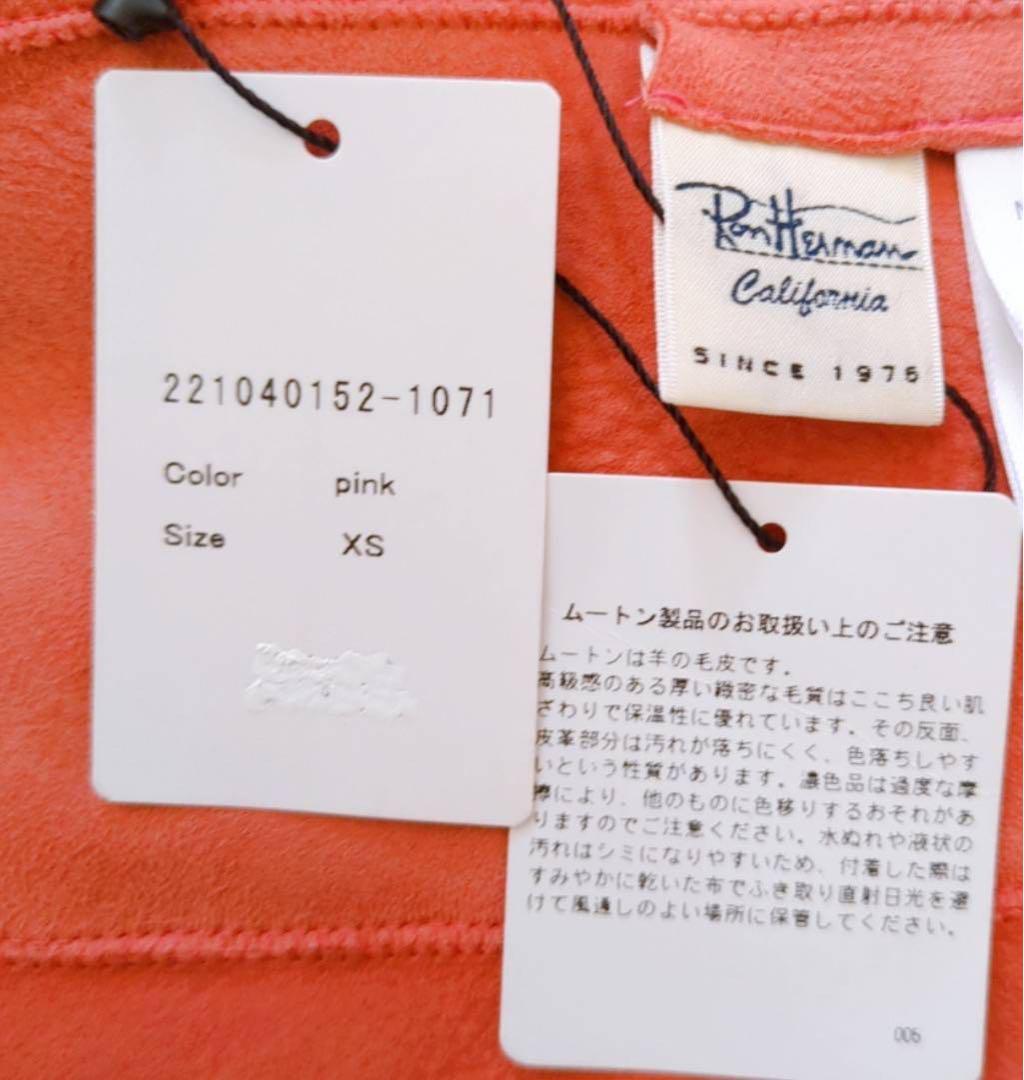 221040152-1071
Color pink
Size XS
Ron Herman
California
SINCE 1976
ムートン製品のお取扱い上のご注意
ムートンは羊の毛皮です.
高級感のある厚い緻密な毛質はここち良い肌
ざわりで保温性に優れています。その反面、
皮革部分は汚れが落ちにくく、色落ちしやす
いという性質があります。濃色品は過度な摩
擦により、他のものに色移りするおそれがあ
りますのでご注意ください。水ぬれや液状の
汚れはシミになりやすいため、付着した際は
すみやかに乾いた布でふき取り直射日光を避
けて風通しのよい場所に保管してください。
006